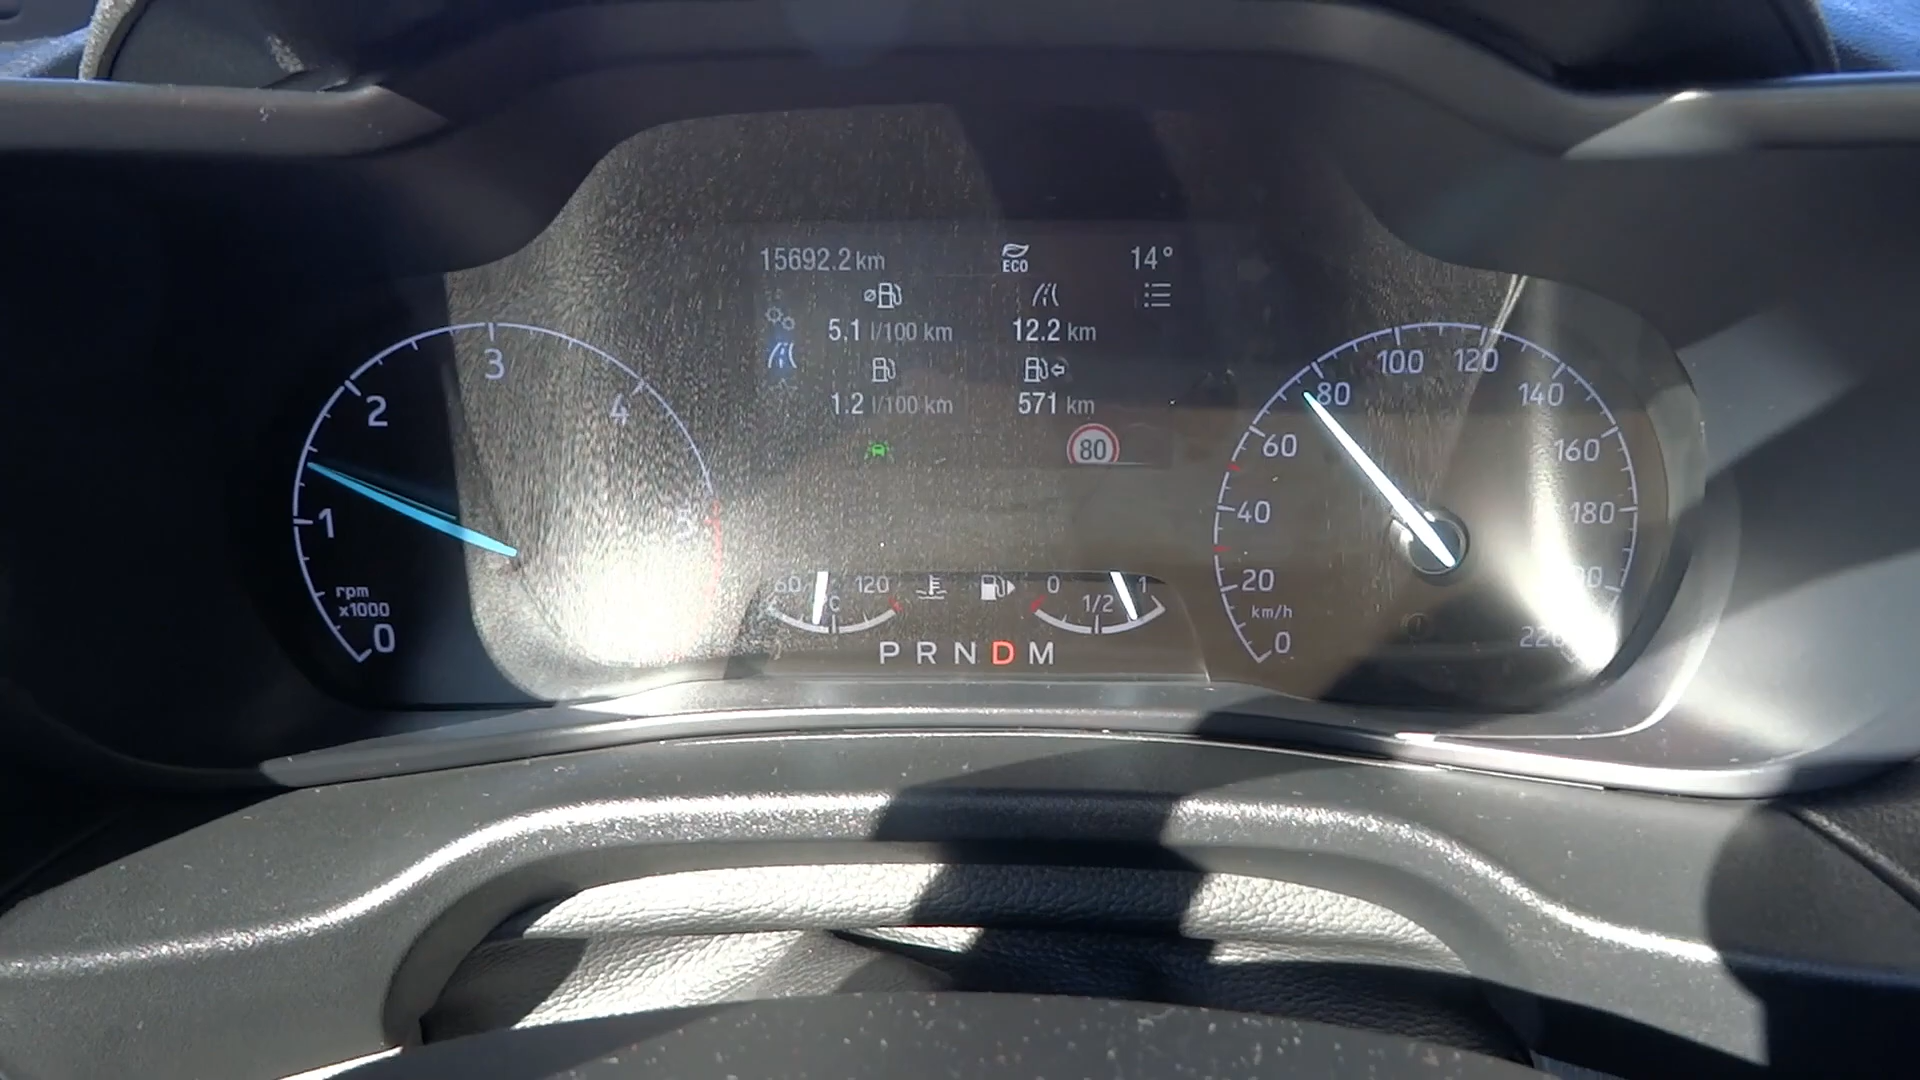 15692.2 km ECO 14°
5.1 l/100 km 12.2 km
1.2 l/100 km 571 km
80
0 1 2 3 4 5
rpm
x1000
60 120 °C
0 1/2 1
P R N D M
0 20 40 60 80 100 120 140 160 180 220
km/h